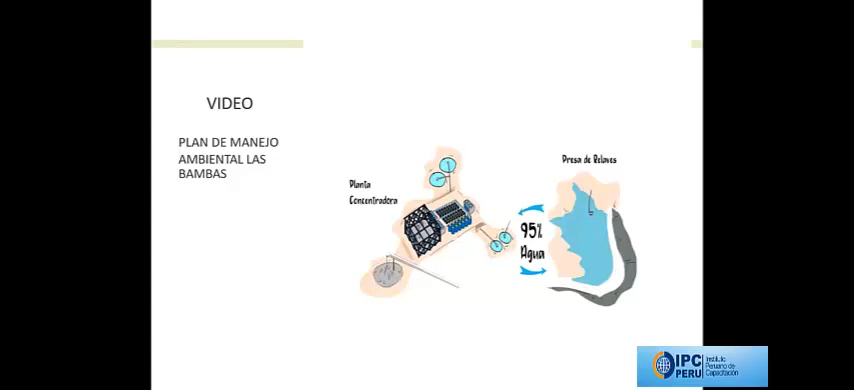 VIDEO
PLAN DE MANEJO
AMBIENTAL LAS
BAMBAS
Planta
Concentradora
95%
Agua
Presa de Relaves
IPC
PERU
Instituto
Peruano de
Capacitación